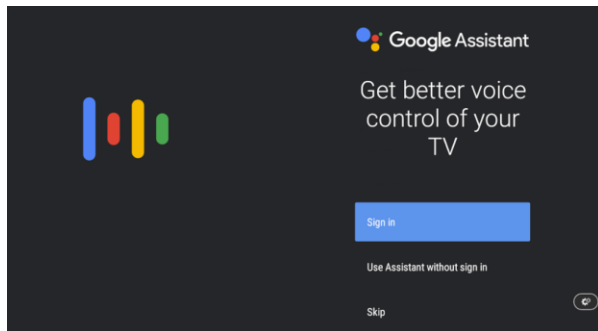 Google Assistant
Get better voice
control of your
TV
Sign in
Use Assistant without sign in
Skip